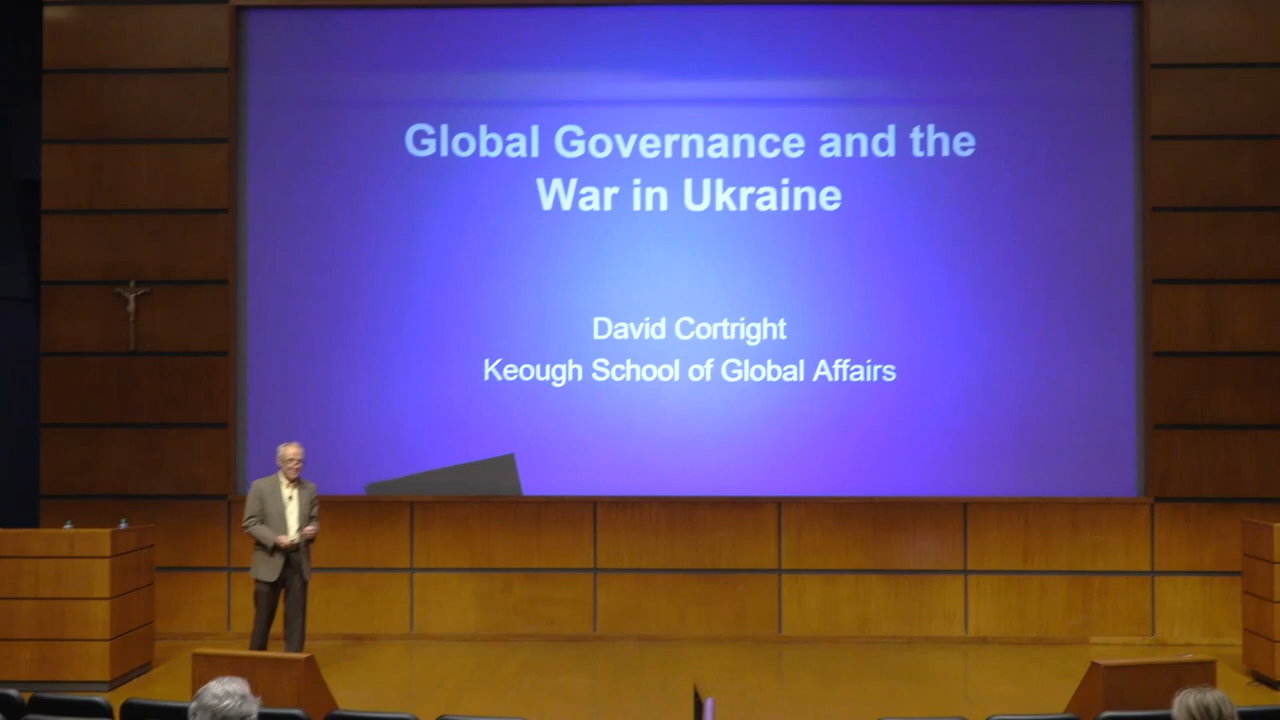 Global Governance and the
War in Ukraine
David Cortright
Keough School of Global Affairs